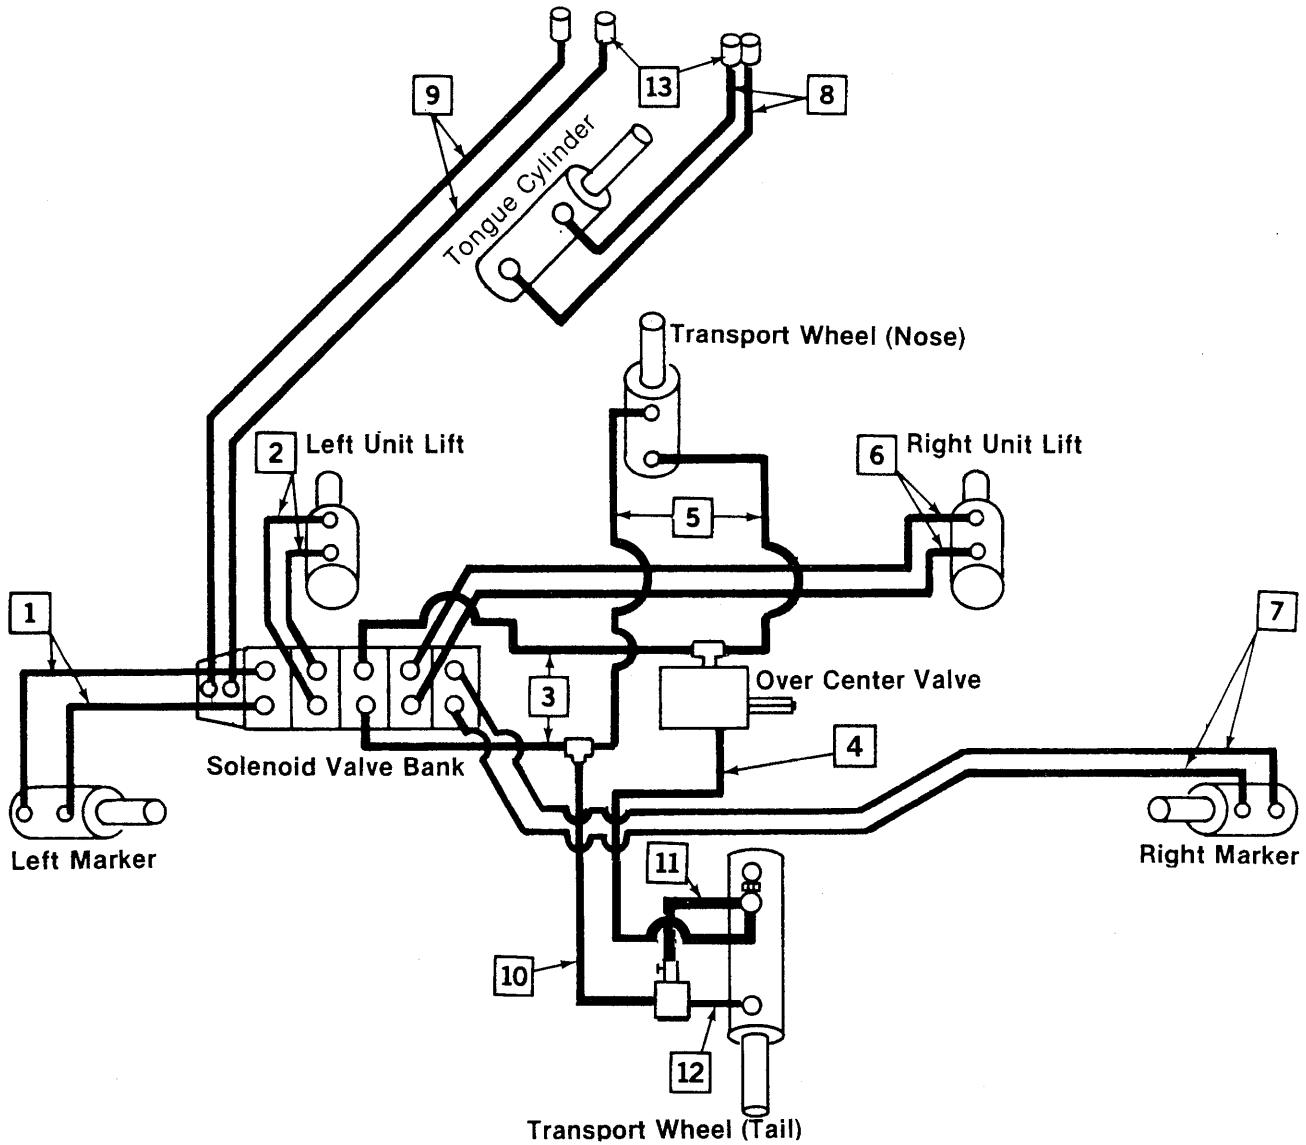 13
9
8
Tongue Cylinder
Transport Wheel (Nose)
2
Left Unit Lift
6
Right Unit Lift
5
1
7
3
Over Center Valve
4
Solenoid Valve Bank
Left Marker
11
Right Marker
10
12
Transport Wheel (Tail)